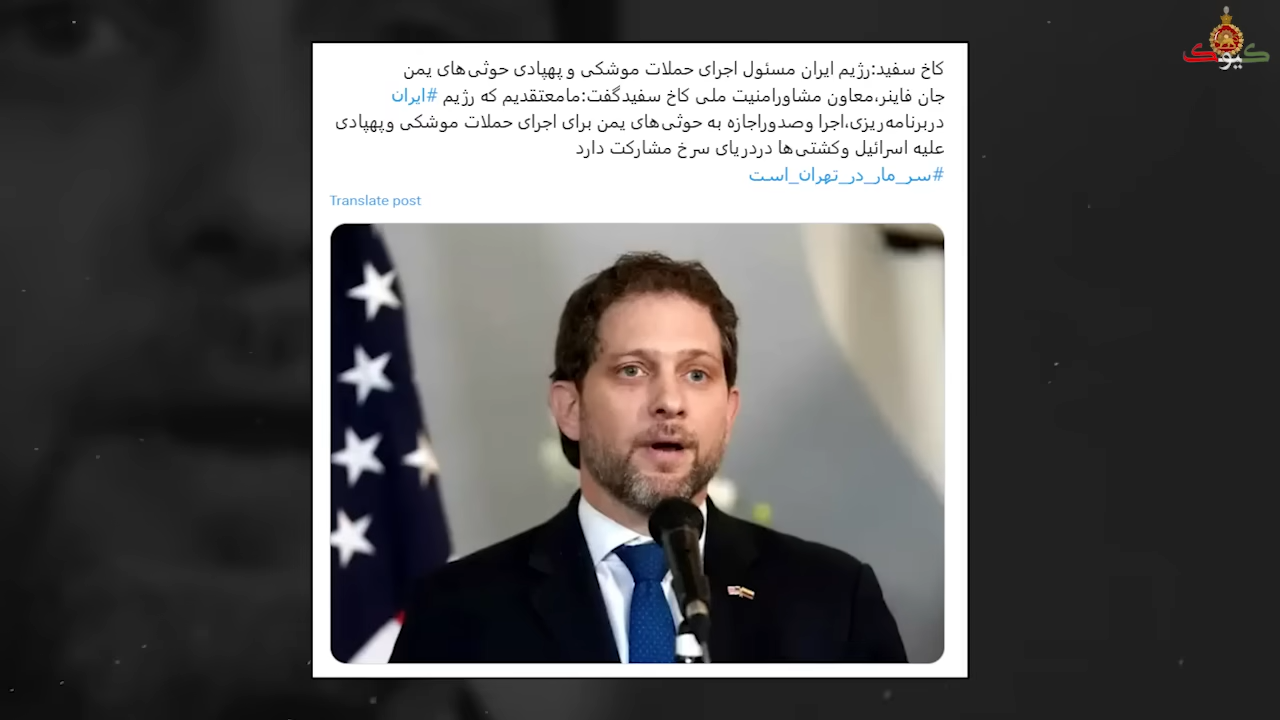 کیوک
کاخ سفید:رژیم ایران مسئول اجرای حملات موشکی و پهپادی حوثی‌های یمن
جان فاینر،معاون مشاورامنیت ملی کاخ سفیدگفت:مامعتقدیم که رژیم #ایران
دربرنامه‌ریزی،اجرا وصدوراجازه به حوثی‌های یمن برای اجرای حملات موشکی وپهپادی
علیه اسرائیل وکشتی‌ها دردریای سرخ مشارکت دارد
#سر_مار_در_تهران_است
Translate post